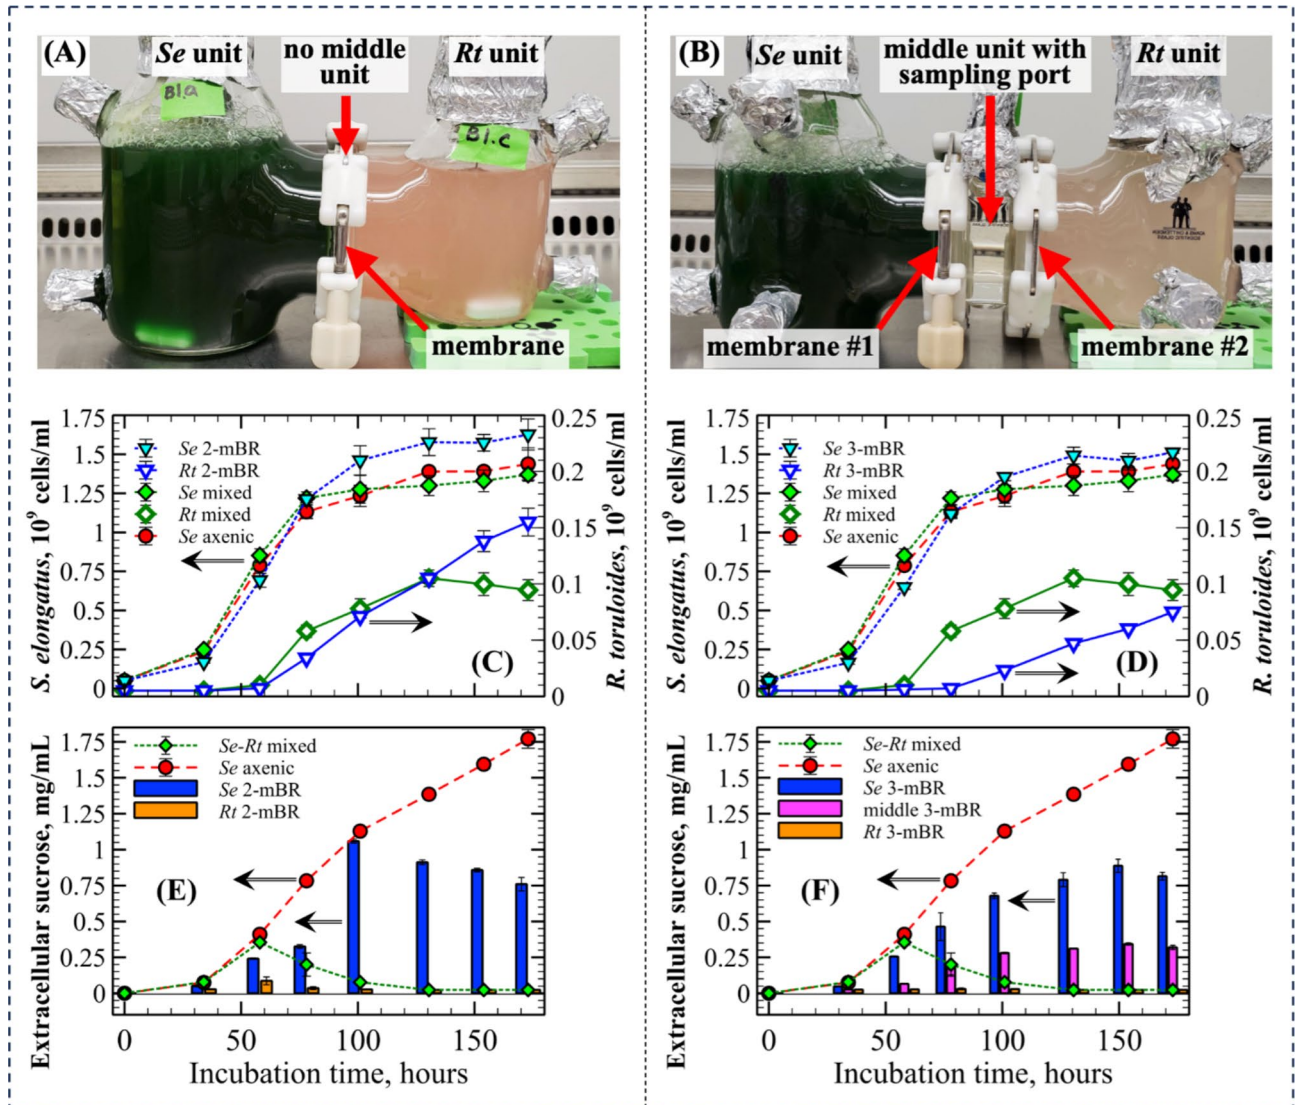 (A)
Se unit
no middle
unit
Rt unit
B1.a
B1.c
membrane
(B)
Se unit
middle unit with
sampling port
Rt unit
membrane #1
membrane #2
S. elongatus, 10⁹ cells/ml
1.75
1.5
1.25
1
0.75
0.5
0.25
0
Se 2-mBR
Rt 2-mBR
Se mixed
Rt mixed
Se axenic
(C)
0.25
0.2
0.15
0.1
0.05
0
R. toruloides, 10⁹ cells/ml
S. elongatus, 10⁹ cells/ml
1.75
1.5
1.25
1
0.75
0.5
0.25
0
Se 3-mBR
Rt 3-mBR
Se mixed
Rt mixed
Se axenic
(D)
0.25
0.2
0.15
0.1
0.05
0
R. toruloides, 10⁹ cells/ml
Extracellular sucrose, mg/mL
1.75
1.5
1.25
1
0.75
0.5
0.25
0
Se-Rt mixed
Se axenic
Se 2-mBR
Rt 2-mBR
(E)
0 50 100 150
Incubation time, hours
Extracellular sucrose, mg/mL
1.75
1.5
1.25
1
0.75
0.5
0.25
0
Se-Rt mixed
Se axenic
Se 3-mBR
middle 3-mBR
Rt 3-mBR
(F)
0 50 100 150
Incubation time, hours